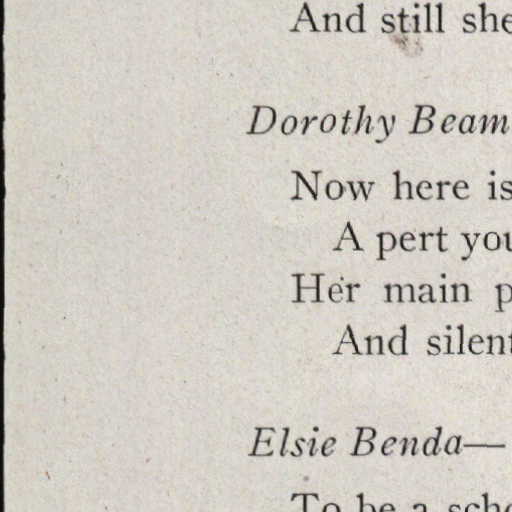 And still she
Dorothy Beam
Now here is
A pert you
Her main p
And silent
Elsie Benda—
To be a scho